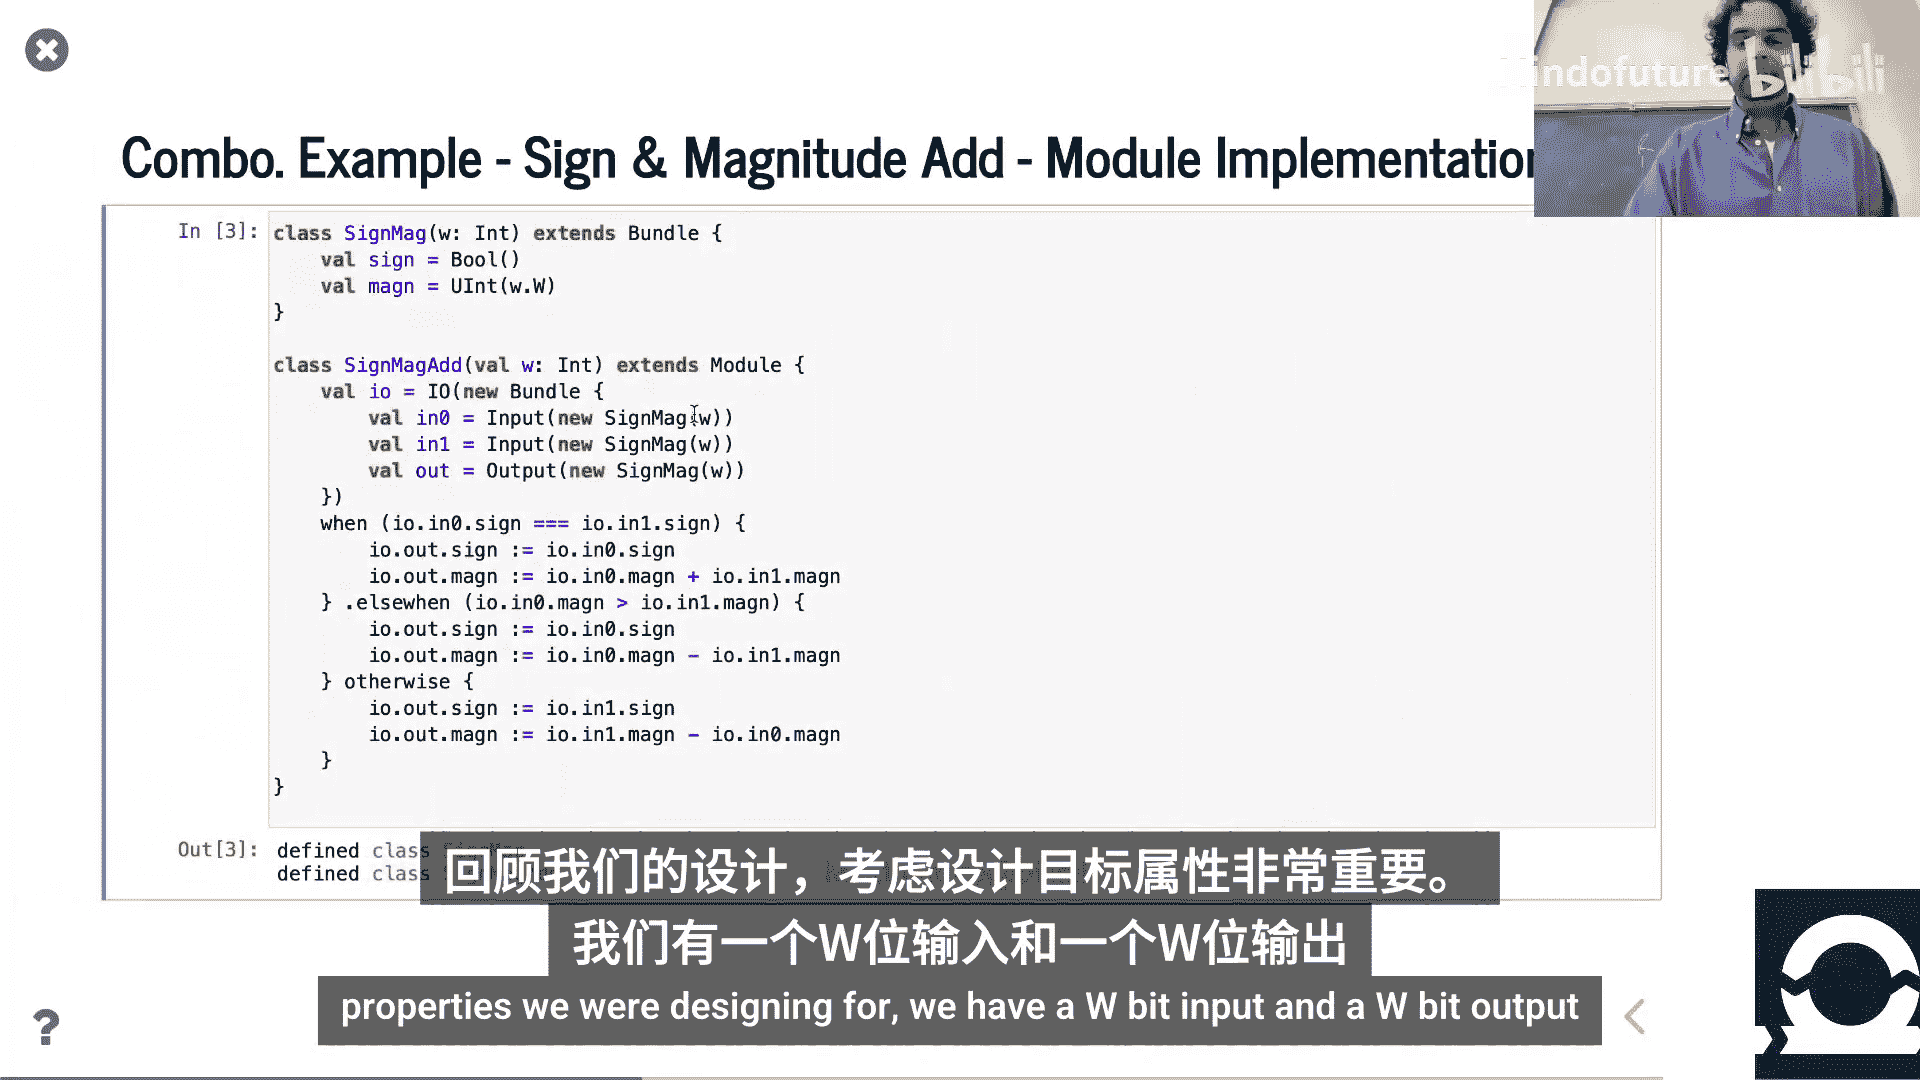 indofuture bilibili
Combo. Example - Sign & Magnitude Add - Module Implementation
In [3]:
class SignMag(w: Int) extends Bundle {
    val sign = Bool()
    val magn = UInt(w.W)
}
class SignMagAdd(val w: Int) extends Module {
    val io = IO(new Bundle {
        val in0 = Input(new SignMag(w))
        val in1 = Input(new SignMag(w))
        val out = Output(new SignMag(w))
    })
    when (io.in0.sign === io.in1.sign) {
        io.out.sign := io.in0.sign
        io.out.magn := io.in0.magn + io.in1.magn
    } .elsewhen (io.in0.magn > io.in1.magn) {
        io.out.sign := io.in0.sign
        io.out.magn := io.in0.magn - io.in1.magn
    } otherwise {
        io.out.sign := io.in1.sign
        io.out.magn := io.in1.magn - io.in0.magn
    }
}
Out[3]:
defined class
defined class
回顾我们的设计，考虑设计目标属性非常重要。
我们有一个W位输入和一个W位输出
properties we were designing for, we have a W bit input and a W bit output
?